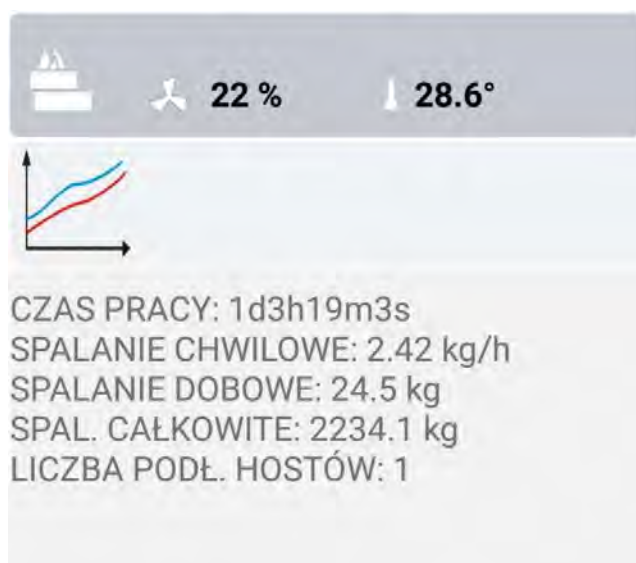 22 % 28.6°
CZAS PRACY: 1d3h19m3s
SPALANIE CHWILOWE: 2.42 kg/h
SPALANIE DOBOWE: 24.5 kg
SPAL. CAŁKOWITE: 2234.1 kg
LICZBA PODŁ. HOSTÓW: 1